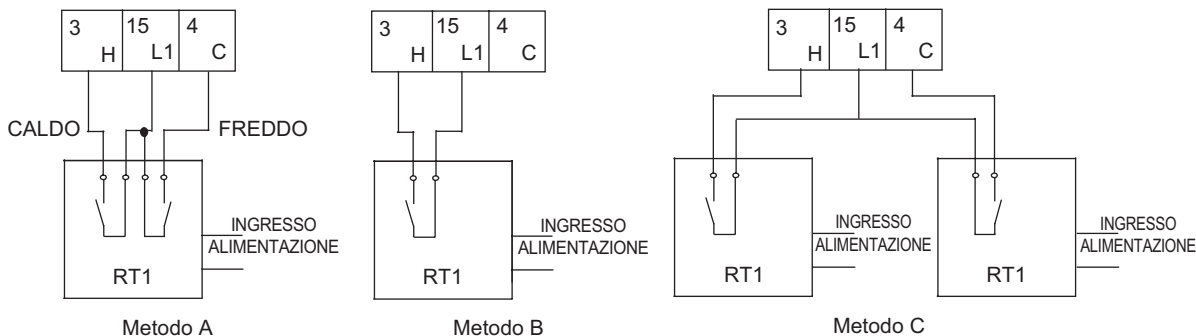 3 15 4
H L1 C
CALDO FREDDO
INGRESSO
ALIMENTAZIONE
RT1
Metodo A
3 15 4
H L1 C
INGRESSO
ALIMENTAZIONE
RT1
Metodo B
3 15 4
H L1 C
INGRESSO
ALIMENTAZIONE
RT1
INGRESSO
ALIMENTAZIONE
RT1
Metodo C